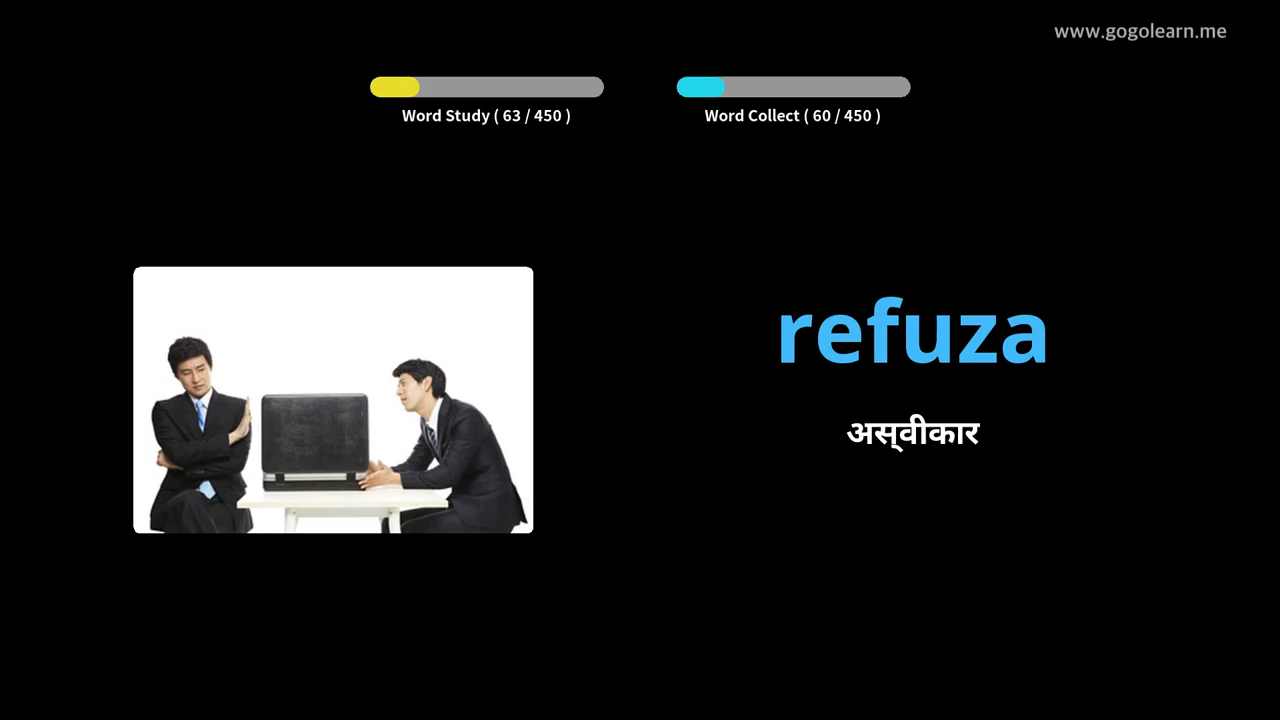 www.gogolearn.me
Word Study ( 63 / 450 )
Word Collect ( 60 / 450 )
refuza
अस्वीकार